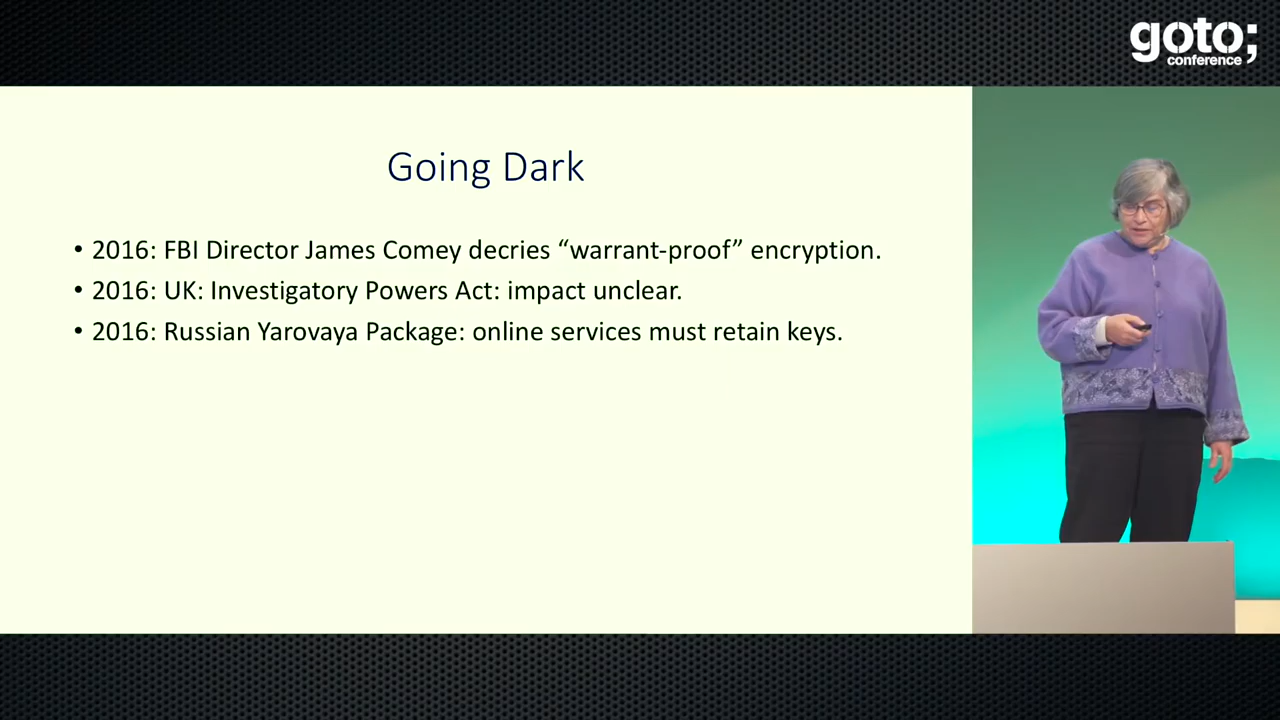 goto;
conference
Going Dark
• 2016: FBI Director James Comey decries “warrant-proof” encryption.
• 2016: UK: Investigatory Powers Act: impact unclear.
• 2016: Russian Yarovaya Package: online services must retain keys.